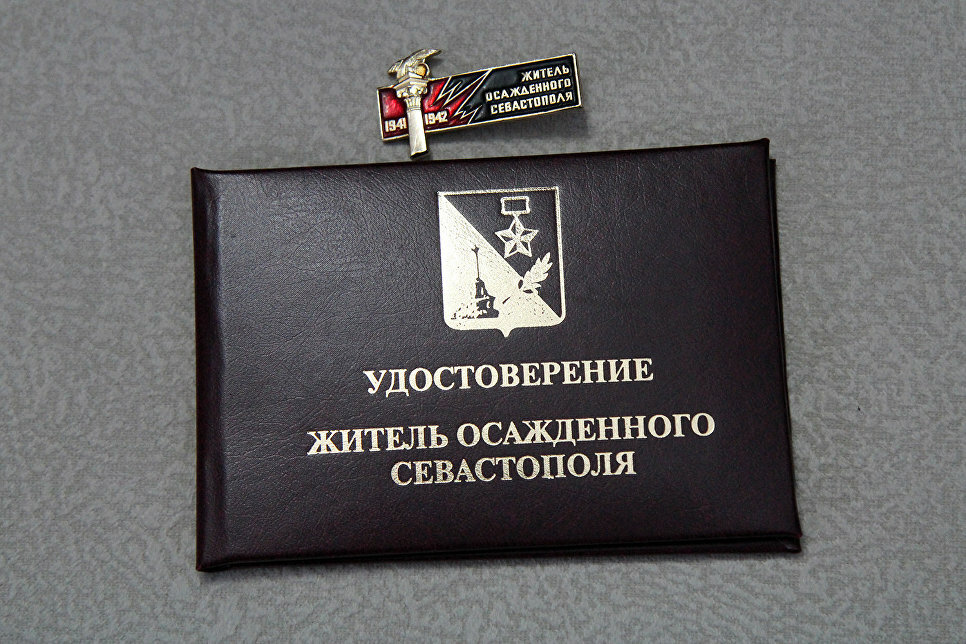 ЖИТЕЛЬ
ОСАЖДЕННОГО
СЕВАСТОПОЛЯ
1941 1942
УДОСТОВЕРЕНИЕ
ЖИТЕЛЬ ОСАЖДЕННОГО
СЕВАСТОПОЛЯ